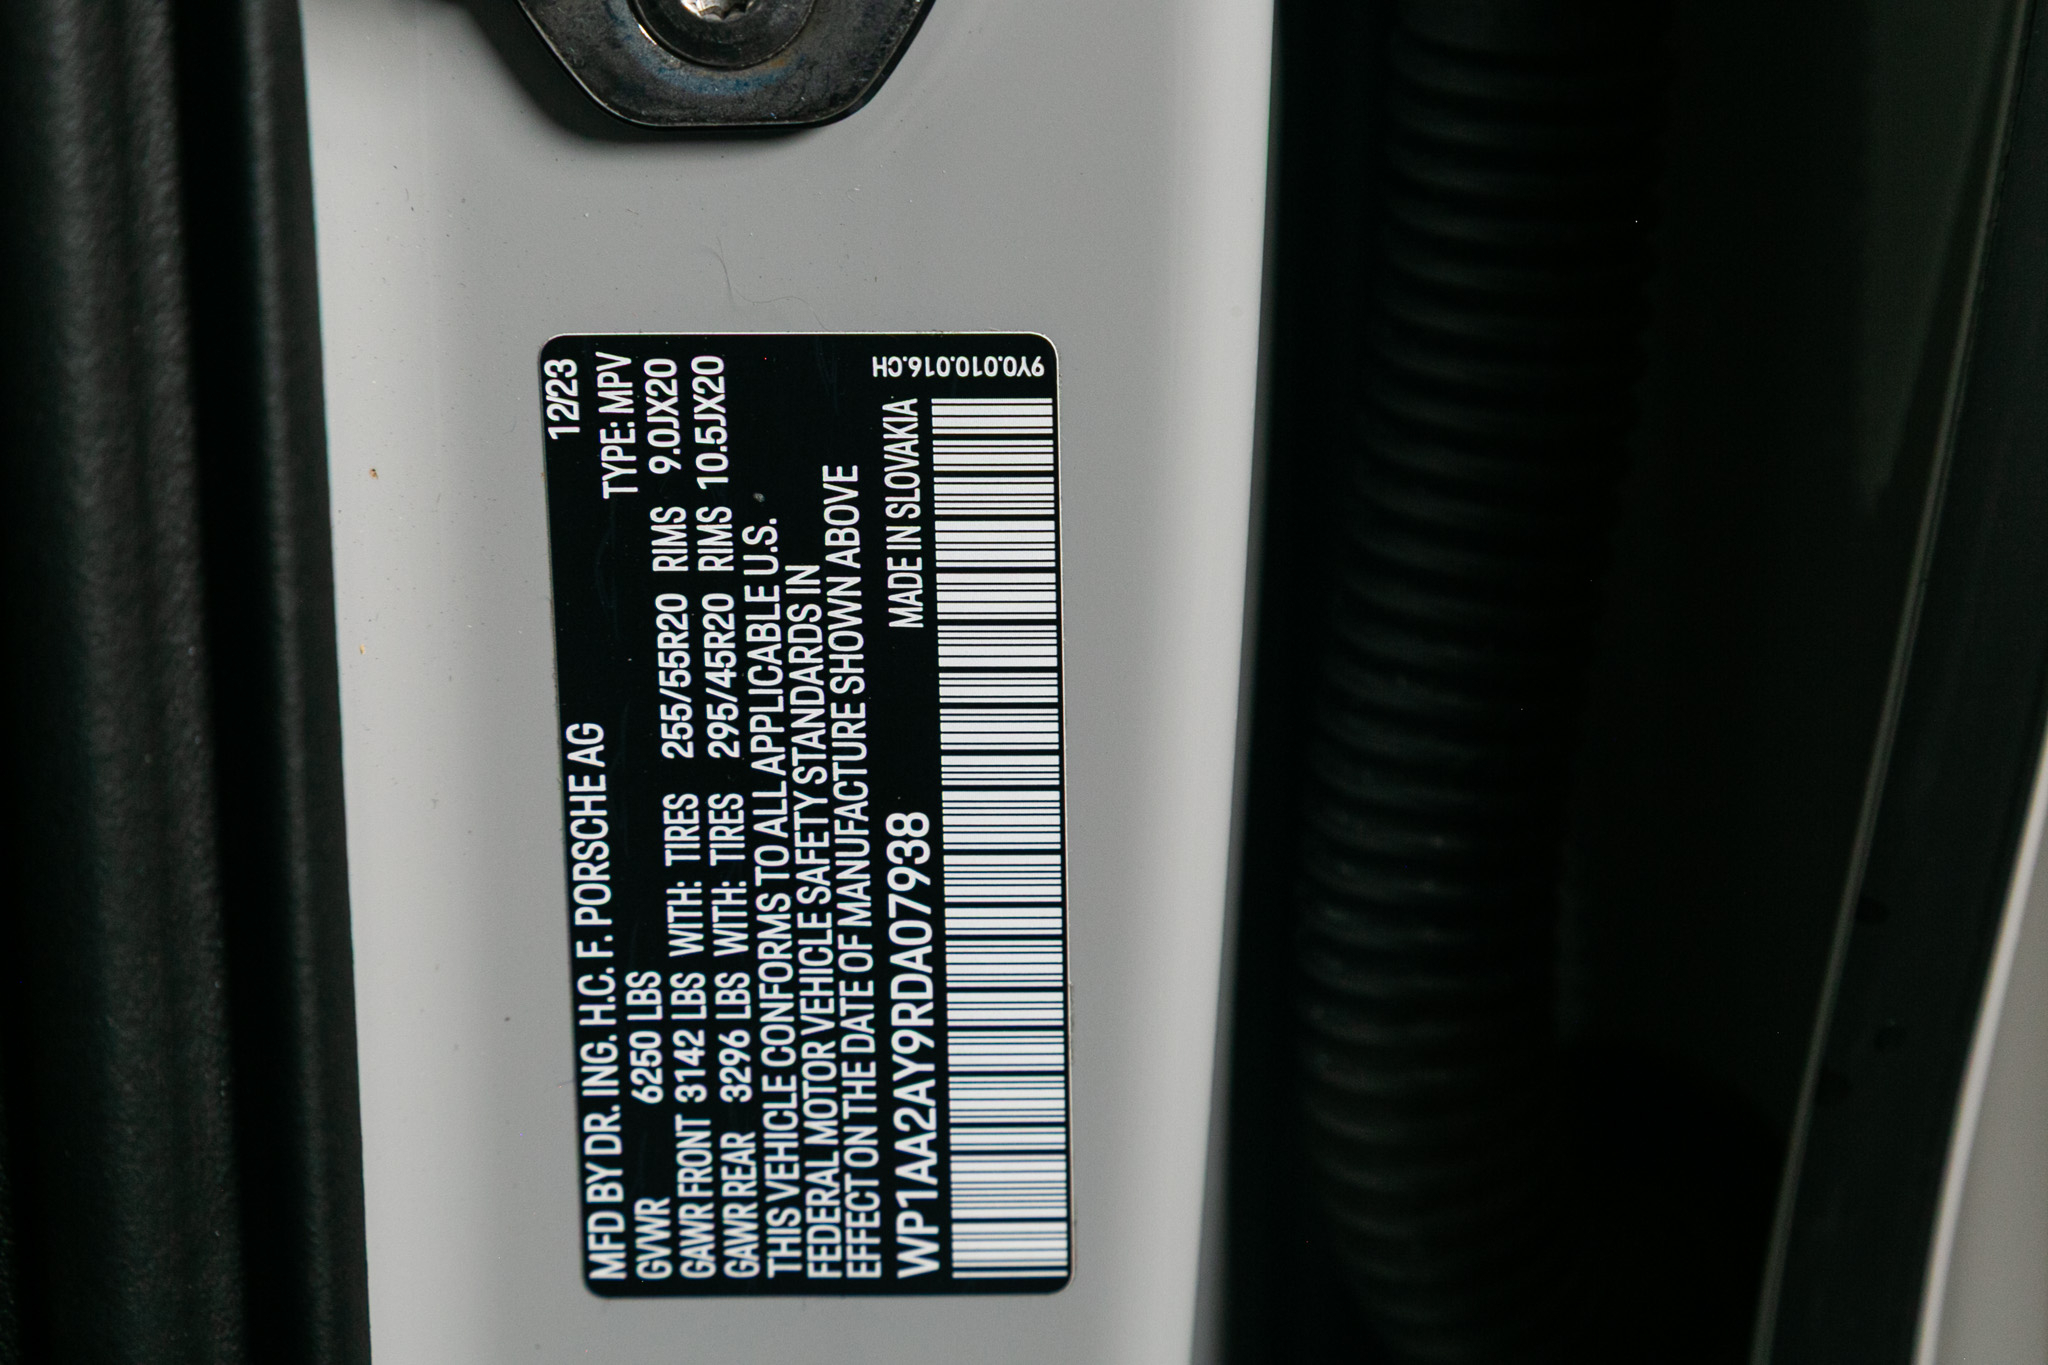 MFD BY DR. ING. H.C. F. PORSCHE AG 12/23
GVWR 6250 LBS TYPE: MPV
GAWR FRONT 3142 LBS WITH: TIRES 255/55R20 RIMS 9.0JX20
GAWR REAR 3296 LBS WITH: TIRES 295/45R20 RIMS 10.5JX20
THIS VEHICLE CONFORMS TO ALL APPLICABLE U.S.
FEDERAL MOTOR VEHICLE SAFETY STANDARDS IN
EFFECT ON THE DATE OF MANUFACTURE SHOWN ABOVE
WP1AA2AY9RDA07938 MADE IN SLOVAKIA
9Y0.010.016.CH